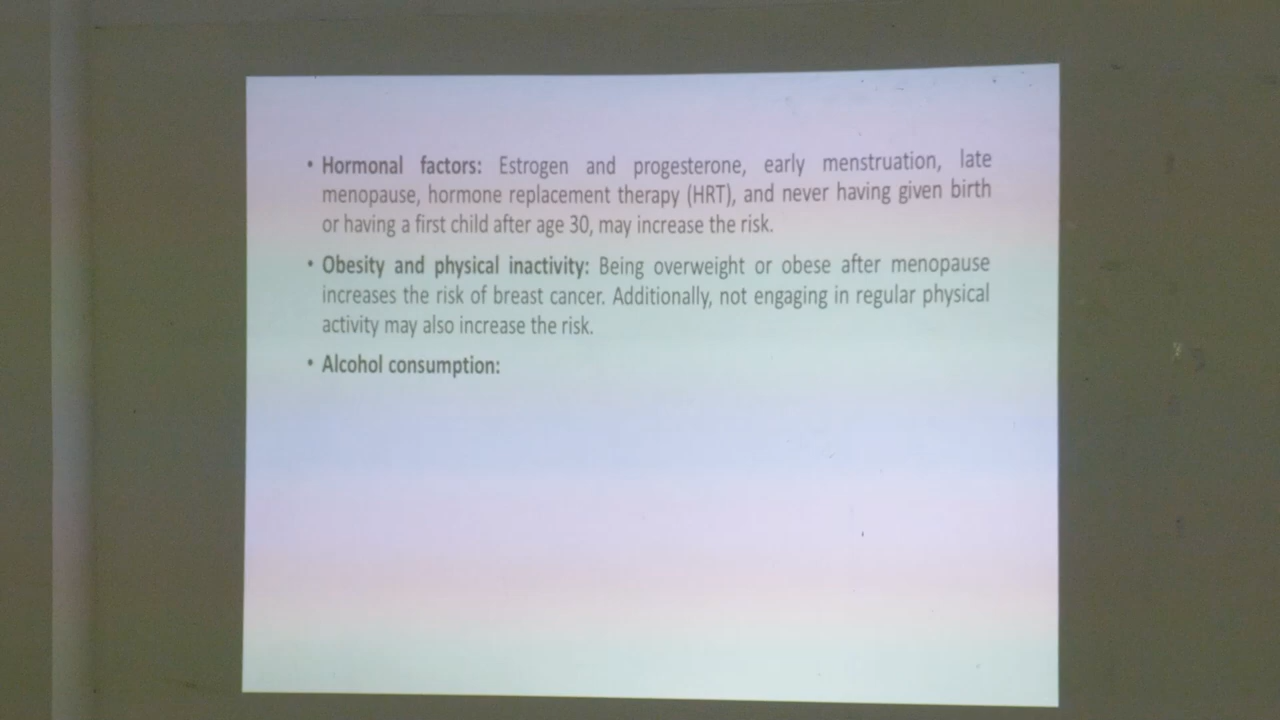 • Hormonal factors: Estrogen and progesterone, early menstruation, late
menopause, hormone replacement therapy (HRT), and never having given birth
or having a first child after age 30, may increase the risk.
• Obesity and physical inactivity: Being overweight or obese after menopause
increases the risk of breast cancer. Additionally, not engaging in regular physical
activity may also increase the risk.
• Alcohol consumption: